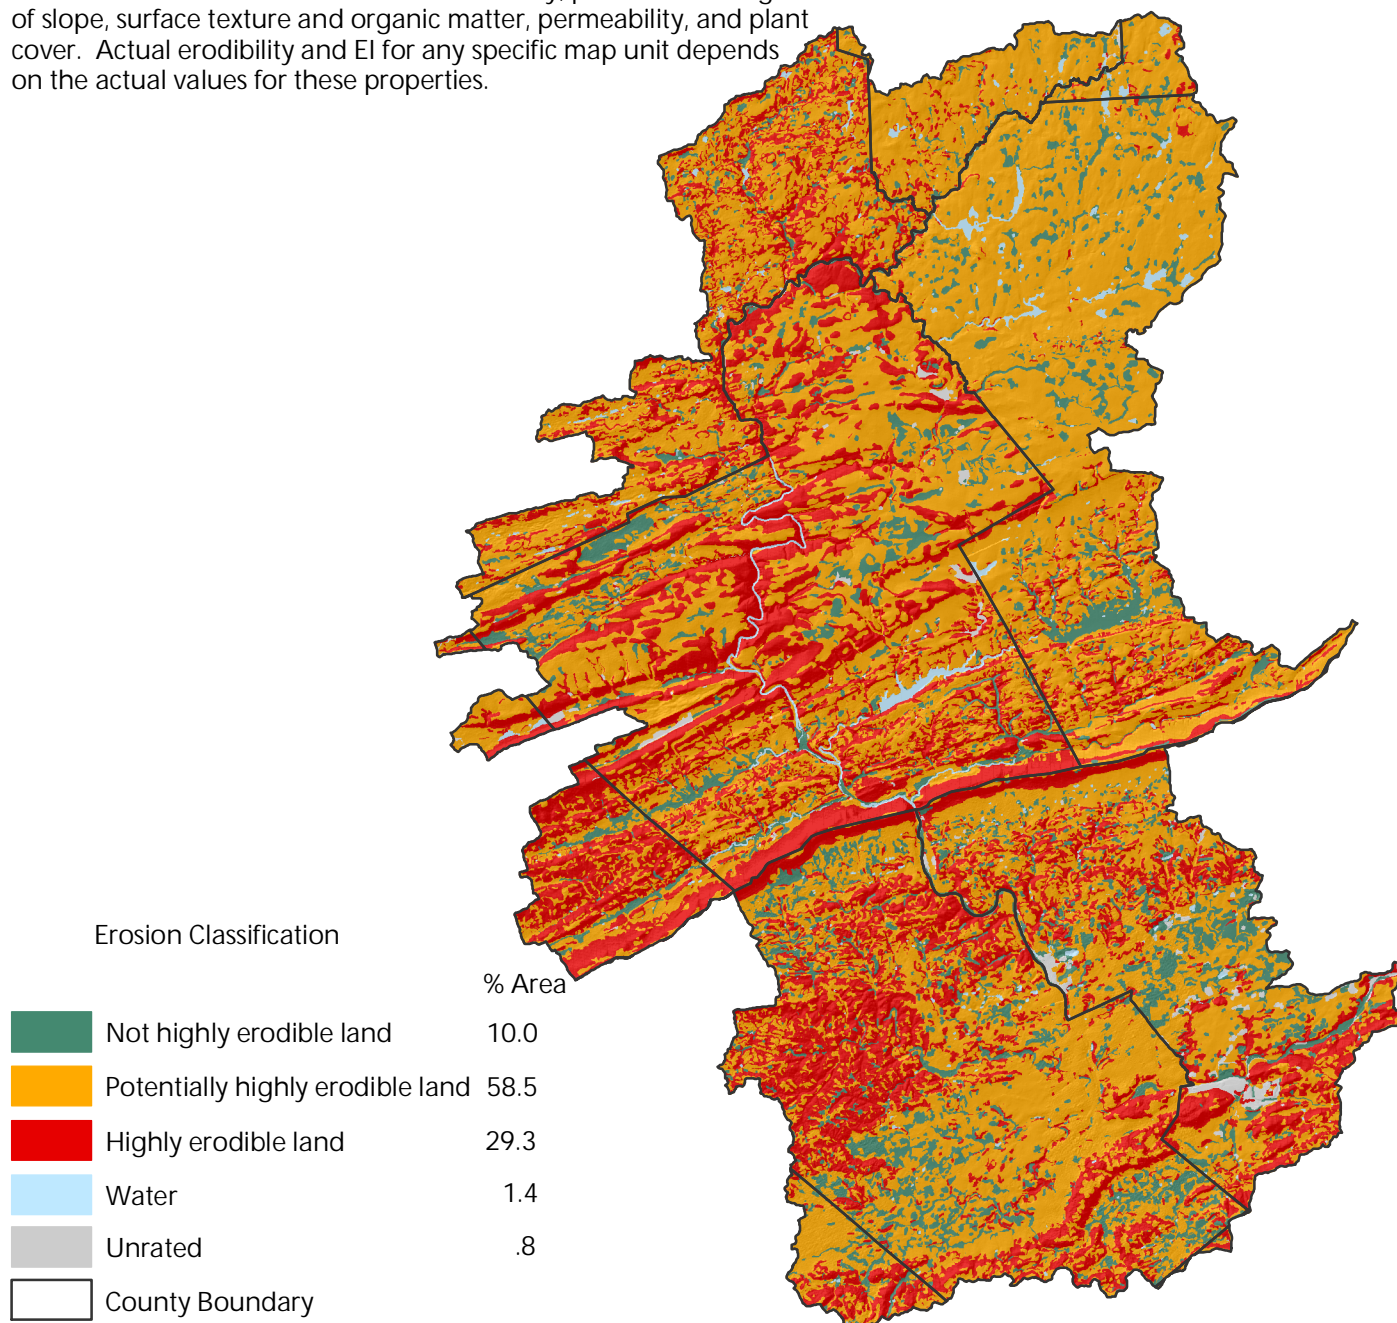 of slope, surface texture and organic matter, permeability, and plant
cover. Actual erodibility and EI for any specific map unit depends
on the actual values for these properties.
Erosion Classification
% Area
Not highly erodible land 10.0
Potentially highly erodible land 58.5
Highly erodible land 29.3
Water 1.4
Unrated .8
County Boundary